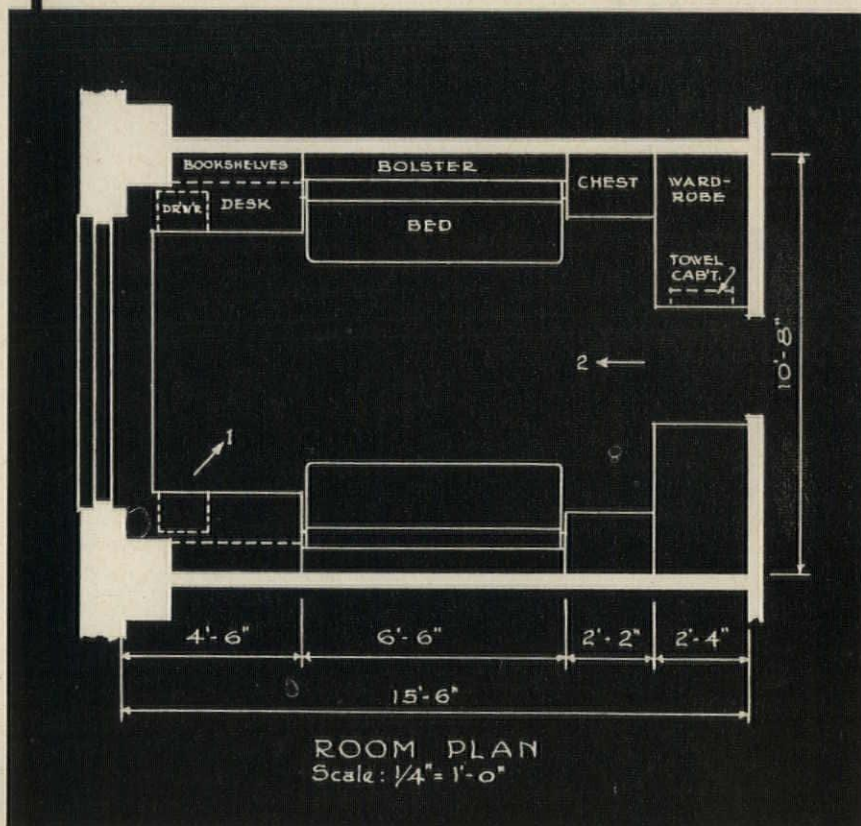 BOOKSHELVES
BOLSTER
CHEST
WARD-
ROBE
DR'W'R
DESK
BED
TOWEL
CAB'T.
2
10'-8"
1
4'-6"
6'-6"
2'-2"
2'-4"
15'-6"
ROOM PLAN
Scale: 1/4" = 1'-0"